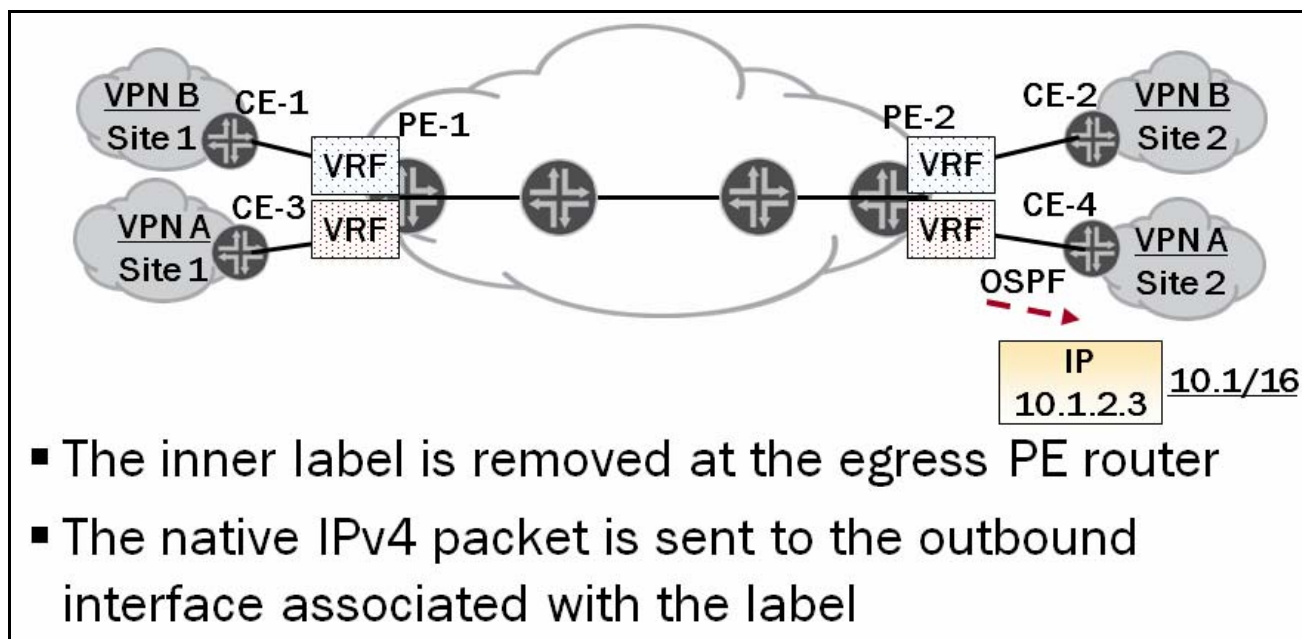 VPN B
Site 1
CE-1
PE-1
VRF
VPN A
Site 1
CE-3
VRF
PE-2
VRF
CE-2
VPN B
Site 2
VRF
CE-4
VPN A
Site 2
OSPF
IP
10.1.2.3
10.1/16
▪ The inner label is removed at the egress PE router
▪ The native IPv4 packet is sent to the outbound
interface associated with the label